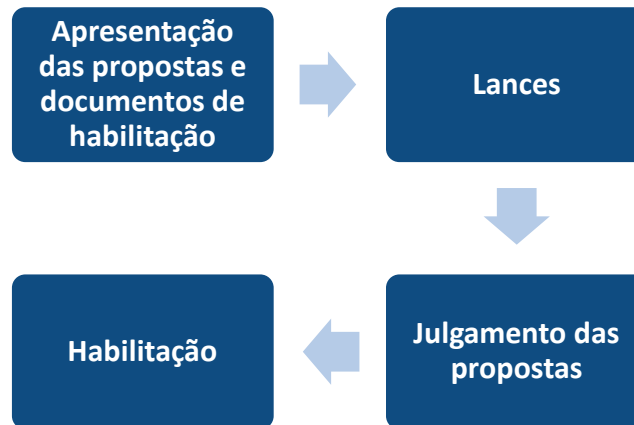 Apresentação
das propostas e
documentos de
habilitação
Lances
Julgamento das
propostas
Habilitação